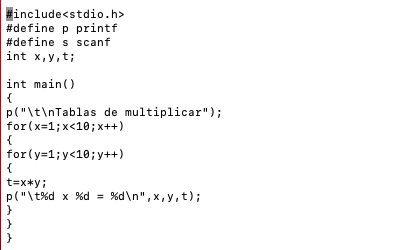 #include<stdio.h>
#define p printf
#define s scanf
int x,y,t;
int main()
{
p("\t\nTablas de multiplicar");
for(x=1;x<10;x++)
{
for(y=1;y<10;y++)
{
t=x*y;
p("\t%d x %d = %d\n",x,y,t);
}
}
}